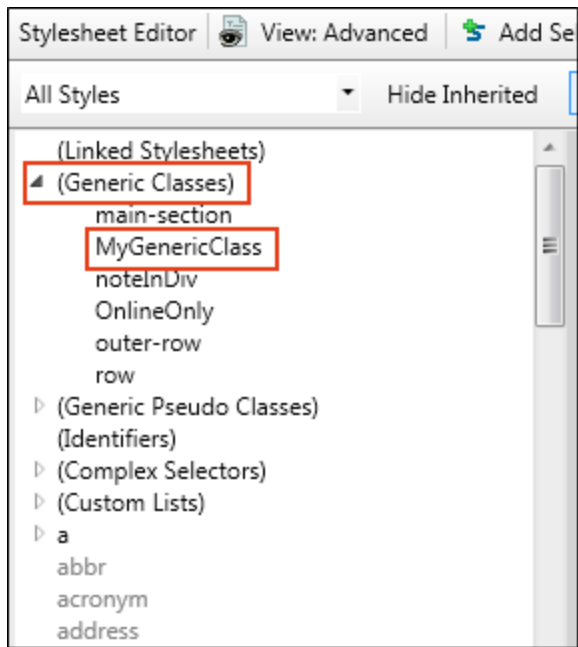 Stylesheet Editor View: Advanced Add Sel
All Styles Hide Inherited
(Linked Stylesheets)
(Generic Classes)
main-section
MyGenericClass
noteInDiv
OnlineOnly
outer-row
row
(Generic Pseudo Classes)
(Identifiers)
(Complex Selectors)
(Custom Lists)
a
abbr
acronym
address